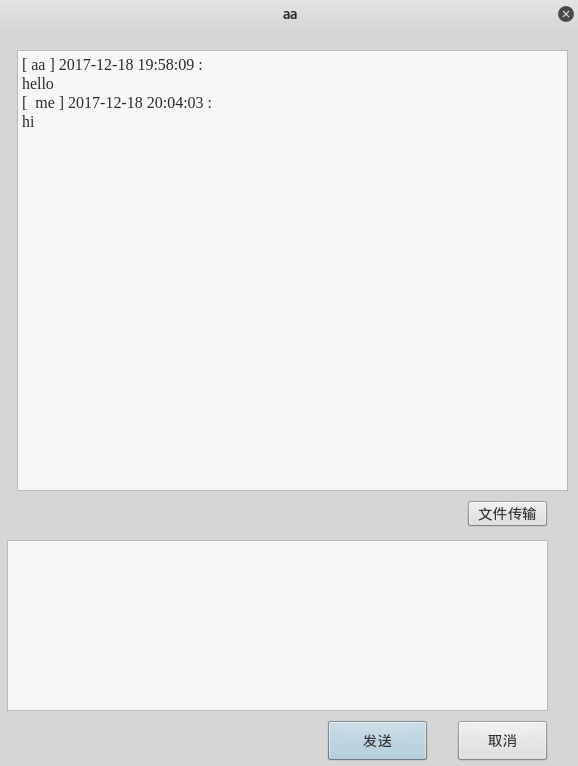 aa
[ aa ] 2017-12-18 19:58:09 :
hello
[  me ] 2017-12-18 20:04:03 :
hi
文件传输
发送
取消